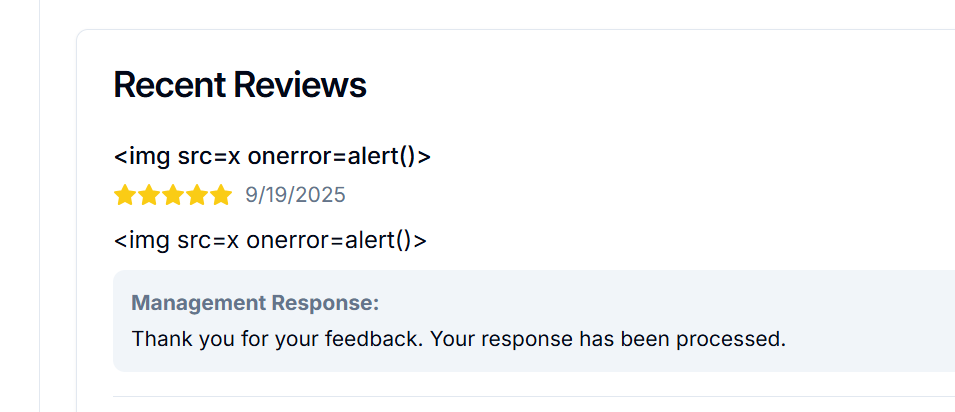 Recent Reviews
<img src=x onerror=alert()>
9/19/2025
<img src=x onerror=alert()>
Management Response:
Thank you for your feedback. Your response has been processed.